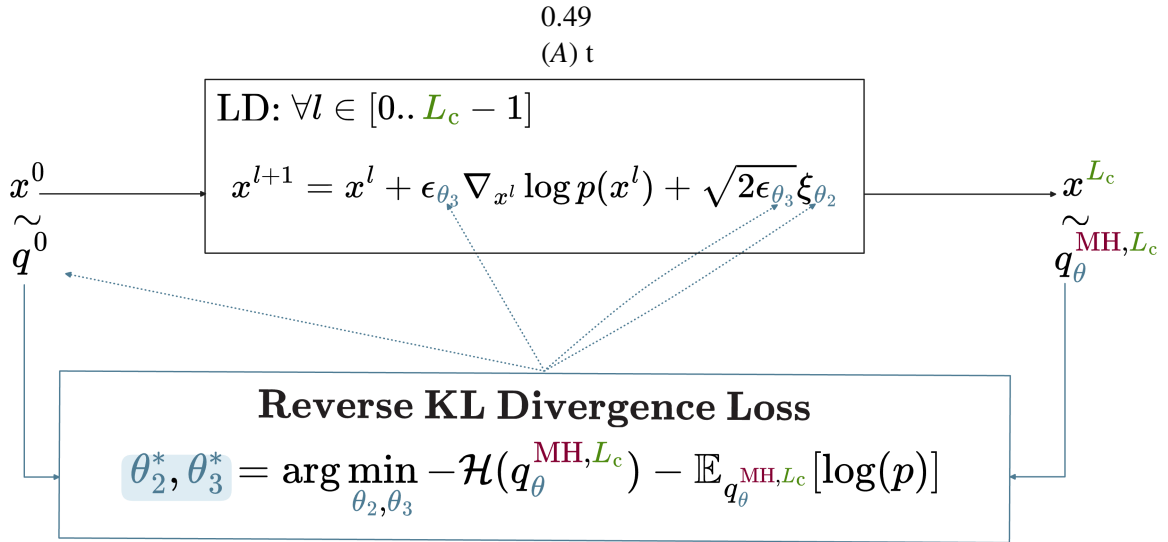 0.49
(A) t
LD: ∀l ∈ [0.. L_c − 1]
x^{l+1} = x^l + ϵ_{θ_3} ∇_{x^l} log p(x^l) + √(2ϵ_{θ_3}) ξ_{θ_2}
x^0
~
q^0
x^{L_c}
~
q_θ^{MH,L_c}
Reverse KL Divergence Loss
θ_2^*, θ_3^* = arg min_{θ_2,θ_3} −ℋ(q_θ^{MH,L_c}) − 𝔼_{q_θ^{MH,L_c}}[log(p)]